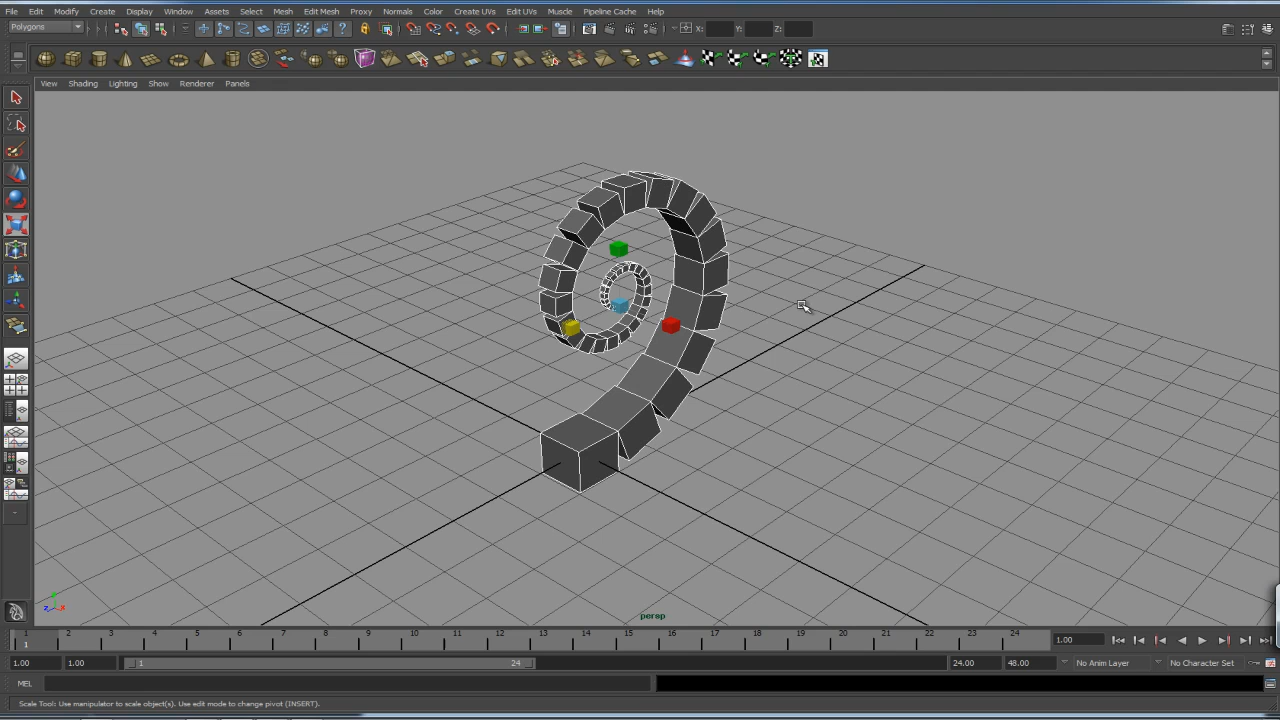 File Edit Modify Create Display Window Assets Select Mesh Edit Mesh Proxy Normals Color Create UVs Edit UVs Muscle Pipeline Cache Help
Polygons X: Y: Z:
View Shading Lighting Show Renderer Panels
persp
1 2 3 4 5 6 7 8 9 10 11 12 13 14 15 16 17 18 19 20 21 22 23 24
1 1.00
1.00 1.00 1 24 24.00 48.00 No Anim Layer No Character Set
MEL
Scale Tool: Use manipulator to scale object(s). Use edit mode to change pivot (INSERT).